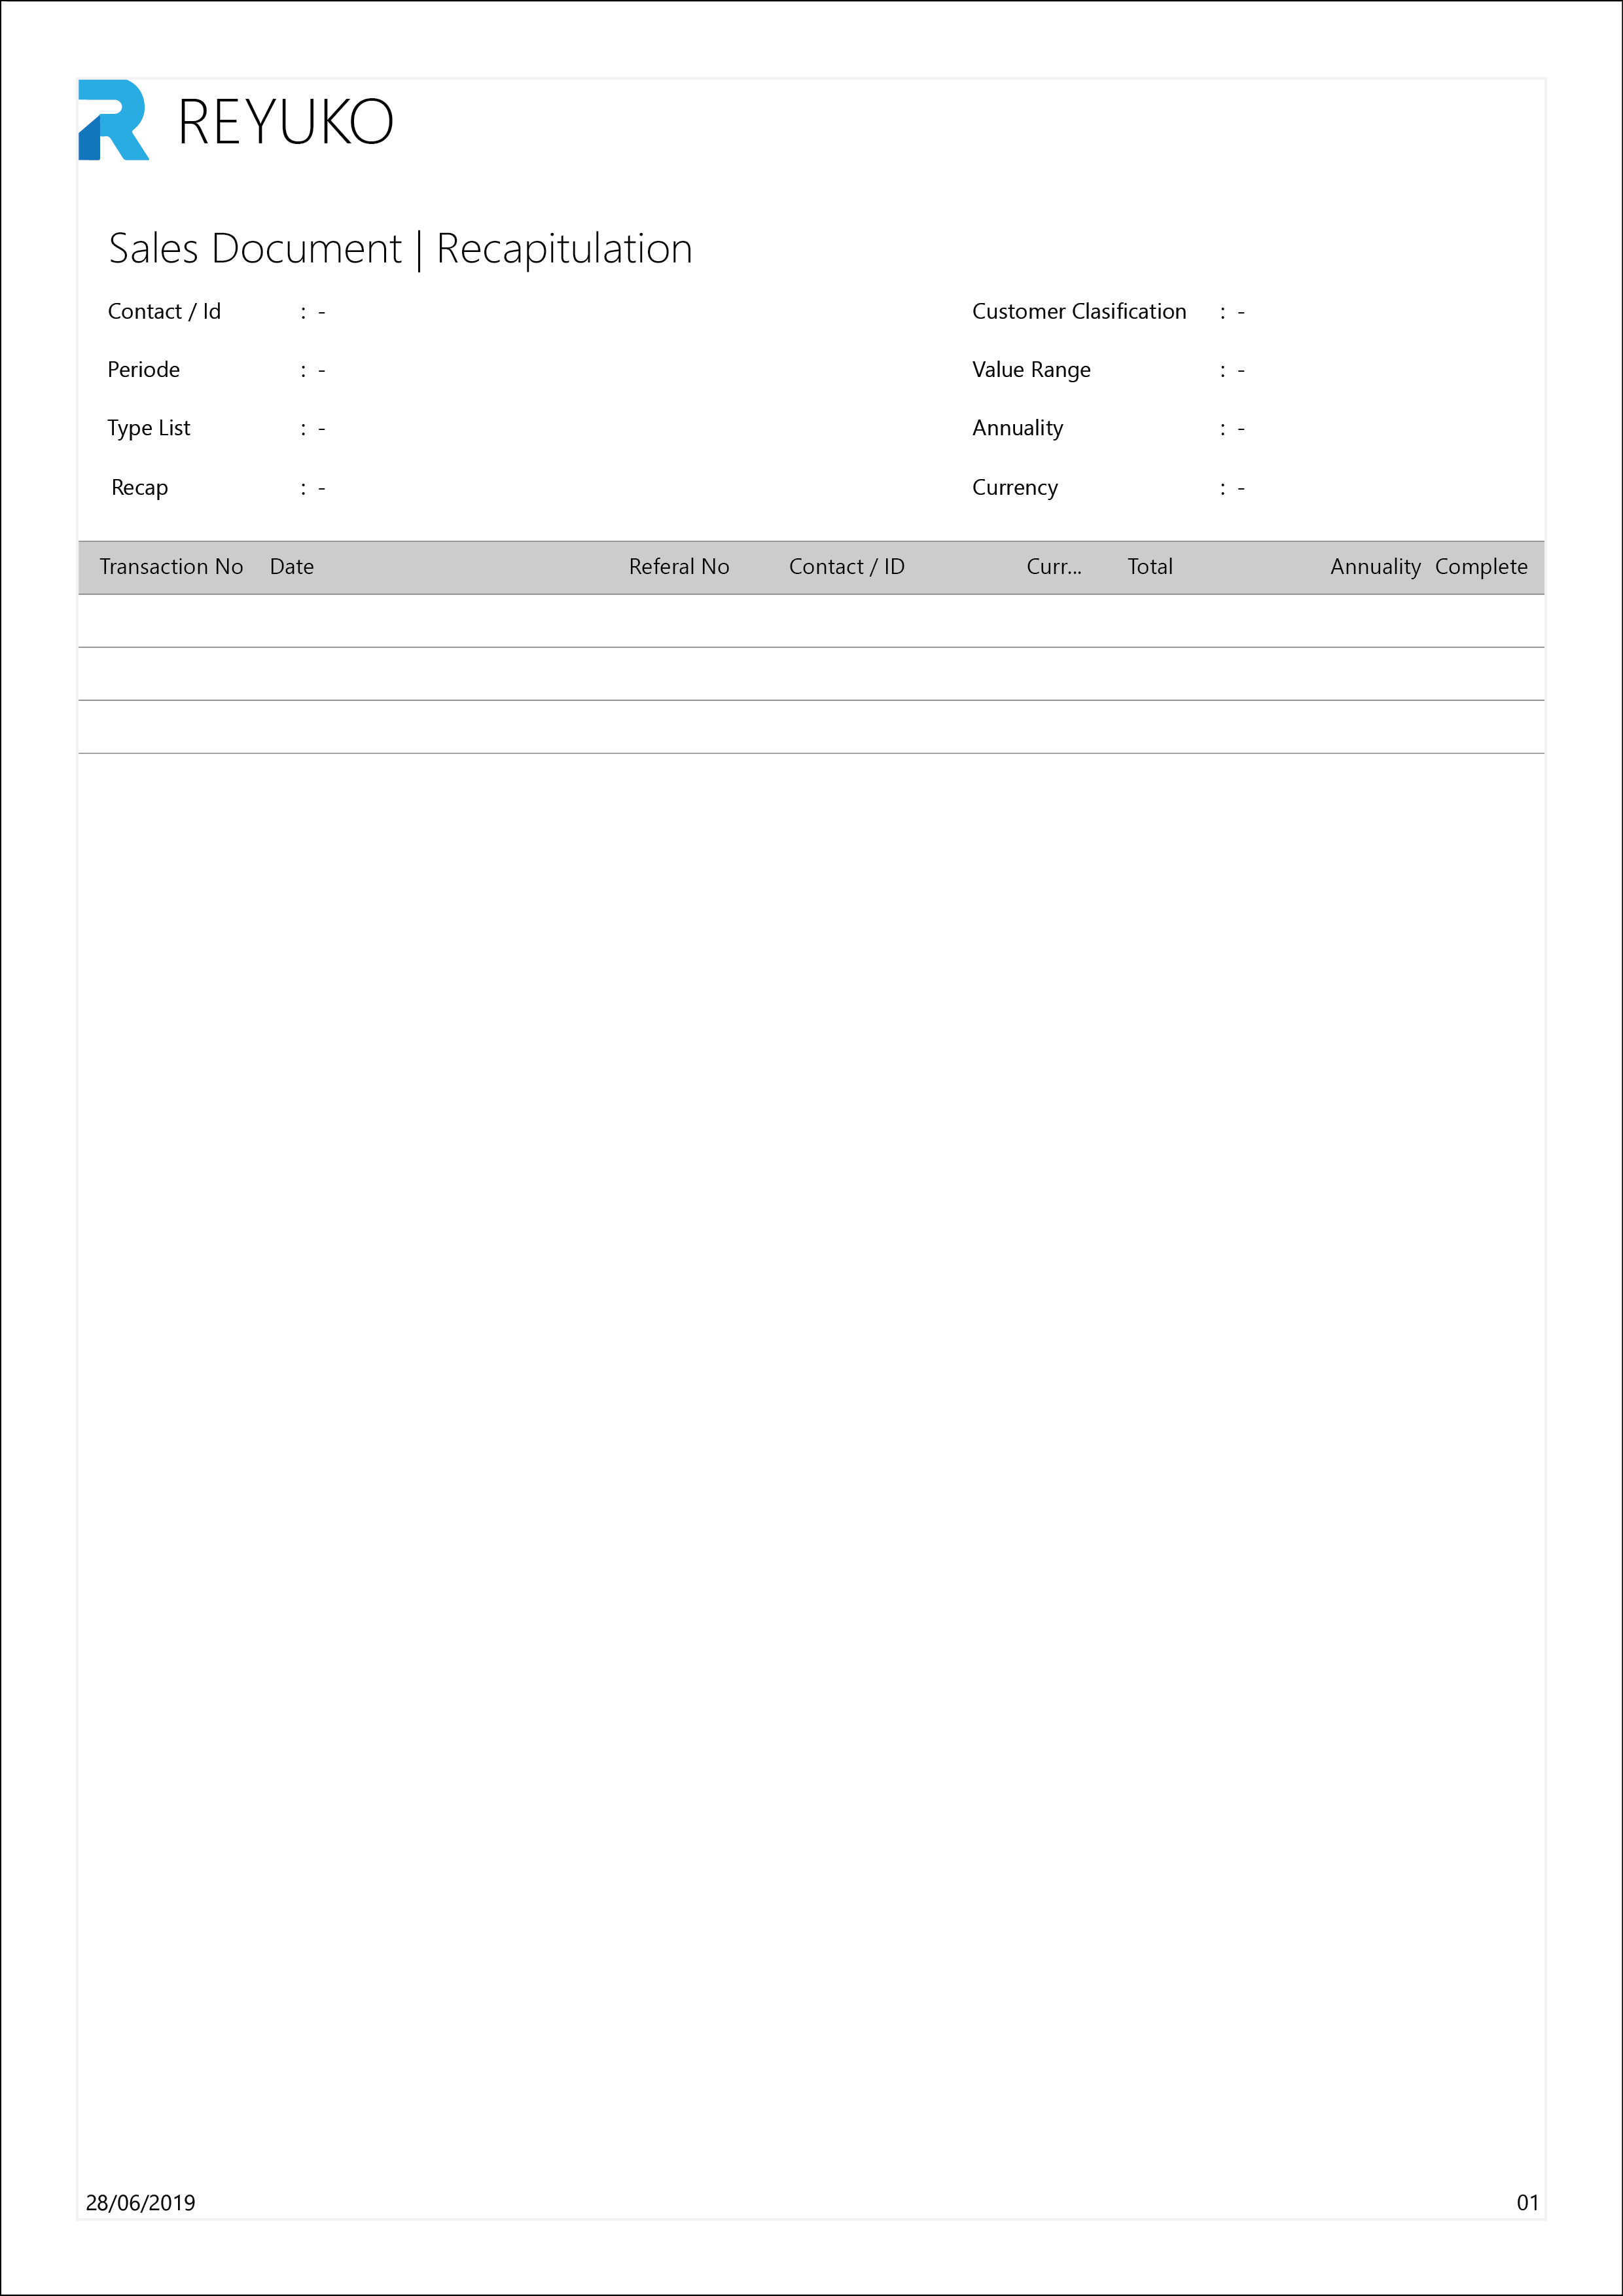 REYUKO
Sales Document | Recapitulation
Contact / Id : - Customer Clasification : -
Periode : - Value Range : -
Type List : - Annuality : -
Recap : - Currency : -
Transaction No Date Referal No Contact / ID Curr... Total Annuality Complete
28/06/2019 01